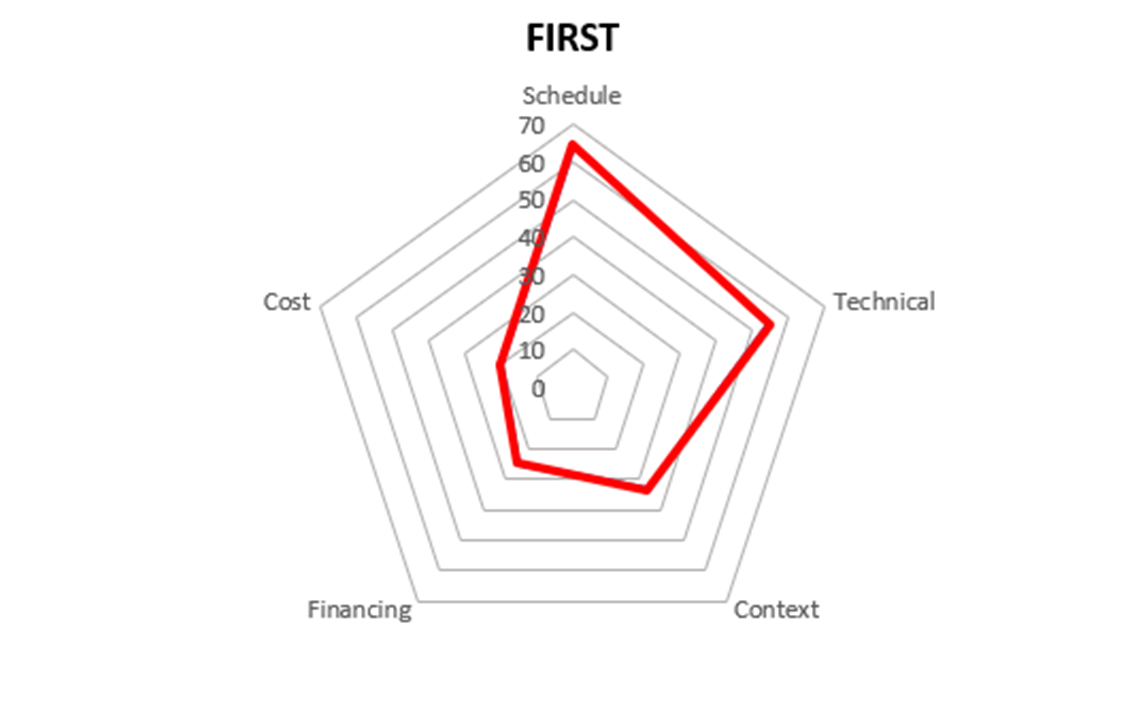 FIRST
Schedule
70
60
50
40
30
20
10
0
Cost
Technical
Financing
Context